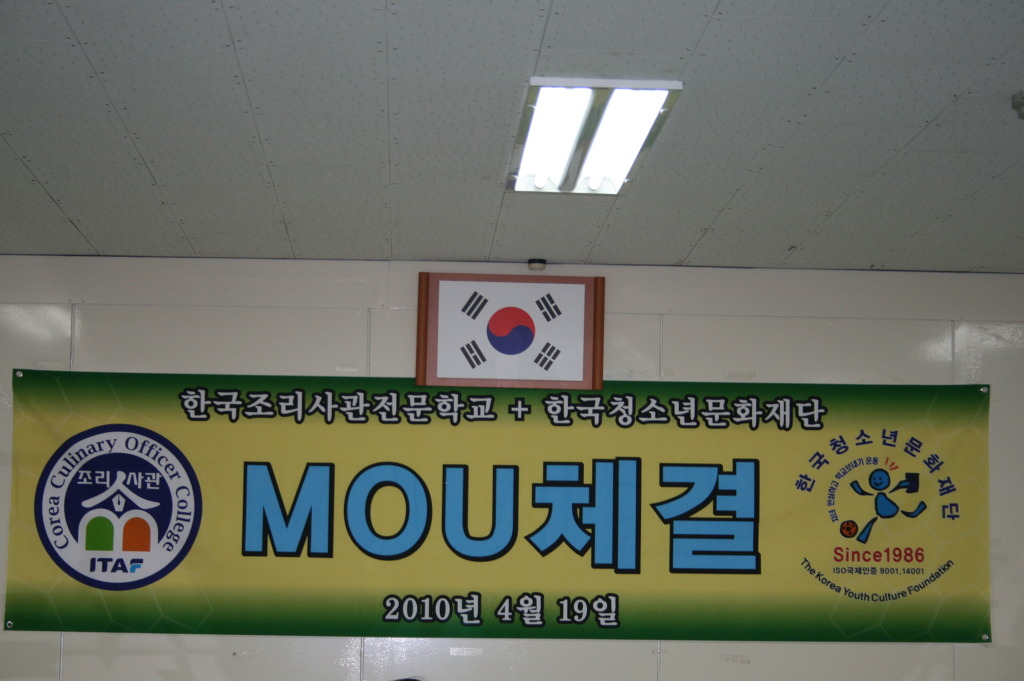 한국조리사관전문학교 + 한국청소년문화재단
Corea Culinary Officer College
조리사관
ITAF
MOU체결
한국청소년문화재단
Since1986
ISO국제인증 9001,14001
The Korea Youth Culture Foundation
2010년 4월 19일